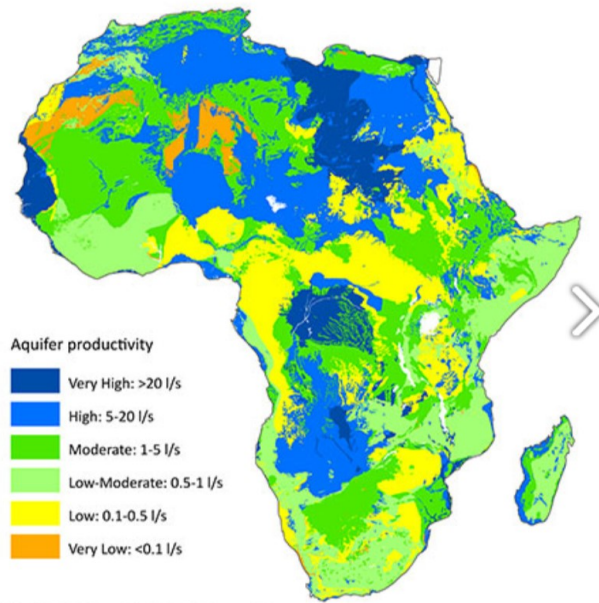 Aquifer productivity
Very High: >20 l/s
High: 5-20 l/s
Moderate: 1-5 l/s
Low-Moderate: 0.5-1 l/s
Low: 0.1-0.5 l/s
Very Low: <0.1 l/s